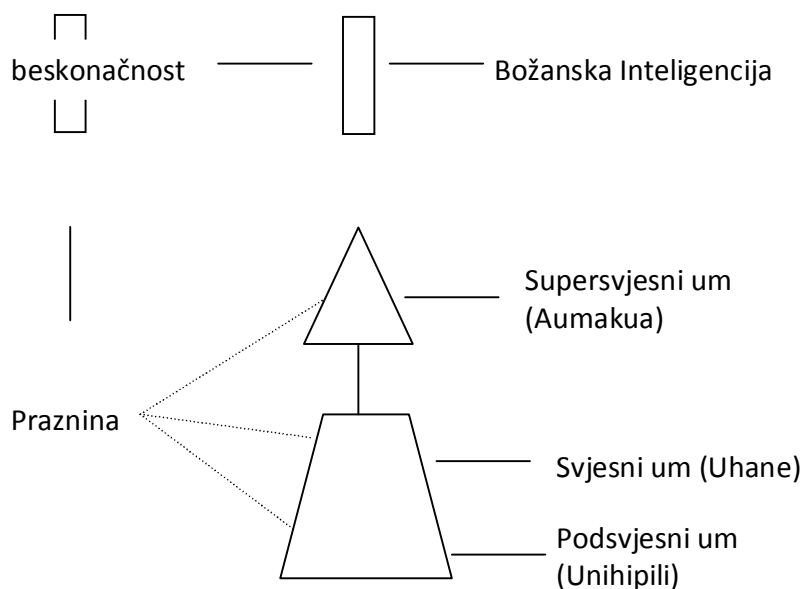 beskonačnost
Božanska Inteligencija
Supersvjesni um
(Aumakua)
Praznina
Svjesni um (Uhane)
Podsvjesni um
(Unihipili)